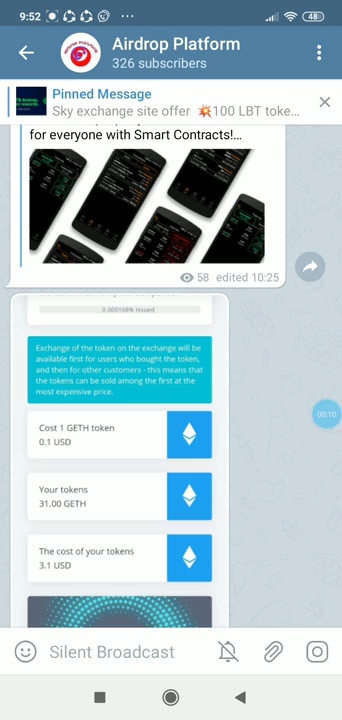 9:52
48
Airdrop Platform
326 subscribers
Pinned Message
Sky exchange site offer 💥100 LBT toke...
for everyone with Smart Contracts!...
58 edited 10:25
0.000168% Issued
Exchange of the token on the exchange will be
available first for users who bought the token,
and then for other customers - this means that
the tokens can be sold among the first at the
most expensive price.
Cost 1 GETH token
0.1 USD
00:10
Your tokens
31.00 GETH
The cost of your tokens
3.1 USD
Silent Broadcast